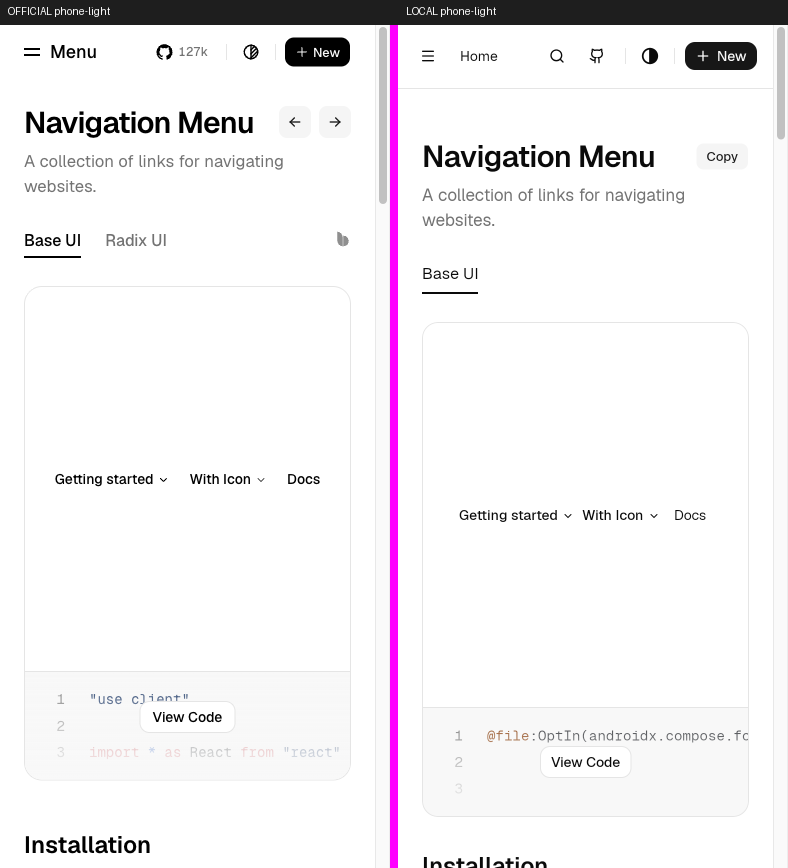 OFFICIAL phone-light
Menu
127k
New
Navigation Menu
A collection of links for navigating
websites.
Base UI
Radix UI
Getting started
With Icon
Docs
1 "use client"
2
View Code
3 import * as React from "react"
Installation
LOCAL phone-light
Home
New
Navigation Menu
Copy
A collection of links for navigating
websites.
Base UI
Getting started
With Icon
Docs
1 @file:OptIn(androidx.compose.fo
2
View Code
3
Installation